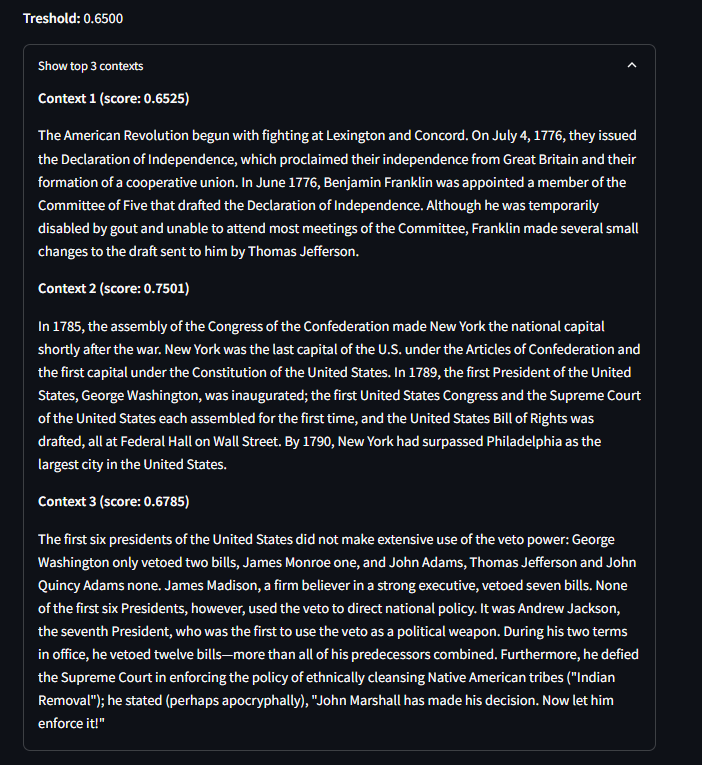 Treshold: 0.6500
Show top 3 contexts
Context 1 (score: 0.6525)
The American Revolution begun with fighting at Lexington and Concord. On July 4, 1776, they issued
the Declaration of Independence, which proclaimed their independence from Great Britain and their
formation of a cooperative union. In June 1776, Benjamin Franklin was appointed a member of the
Committee of Five that drafted the Declaration of Independence. Although he was temporarily
disabled by gout and unable to attend most meetings of the Committee, Franklin made several small
changes to the draft sent to him by Thomas Jefferson.
Context 2 (score: 0.7501)
In 1785, the assembly of the Congress of the Confederation made New York the national capital
shortly after the war. New York was the last capital of the U.S. under the Articles of Confederation and
the first capital under the Constitution of the United States. In 1789, the first President of the United
States, George Washington, was inaugurated; the first United States Congress and the Supreme Court
of the United States each assembled for the first time, and the United States Bill of Rights was
drafted, all at Federal Hall on Wall Street. By 1790, New York had surpassed Philadelphia as the
largest city in the United States.
Context 3 (score: 0.6785)
The first six presidents of the United States did not make extensive use of the veto power: George
Washington only vetoed two bills, James Monroe one, and John Adams, Thomas Jefferson and John
Quincy Adams none. James Madison, a firm believer in a strong executive, vetoed seven bills. None
of the first six Presidents, however, used the veto to direct national policy. It was Andrew Jackson,
the seventh President, who was the first to use the veto as a political weapon. During his two terms
in office, he vetoed twelve bills—more than all of his predecessors combined. Furthermore, he defied
the Supreme Court in enforcing the policy of ethnically cleansing Native American tribes ("Indian
Removal"); he stated (perhaps apocryphally), "John Marshall has made his decision. Now let him
enforce it!"